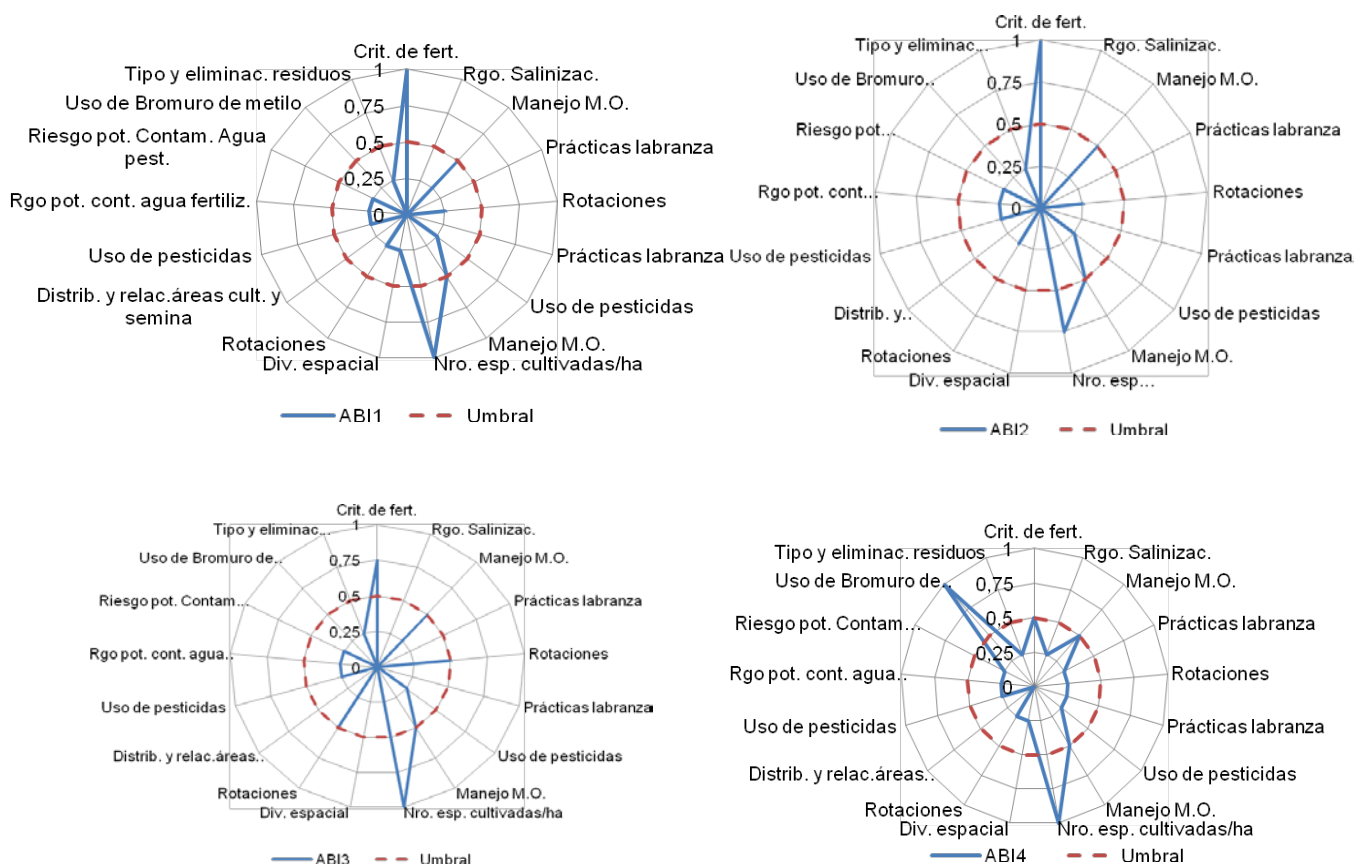 Crit. de fert.
Tipo y eliminac. residuos
1
Rgo. Salinizac.
Uso de Bromuro de metilo
0,75
Manejo M.O.
Riesgo pot. Contam. Agua
pest.
0,5
Prácticas labranza
0,25
Rgo pot. cont. agua fertiliz.
0
Rotaciones
Uso de pesticidas
Prácticas labranza
Distrib. y relac.áreas cult. y
semina
Uso de pesticidas
Rotaciones
Manejo M.O.
Div. espacial
Nro. esp. cultivadas/ha
ABI1
Umbral
Crit. de fert.
Tipo y eliminac...
1
Rgo. Salinizac.
Uso de Bromuro..
0,75
Manejo M.O.
Riesgo pot...
0,5
Prácticas labranza
0,25
Rgo pot. cont...
0
Rotaciones
Uso de pesticidas
Prácticas labranza
Distrib. y..
Uso de pesticidas
Rotaciones
Manejo M.O.
Div. espacial
Nro. esp...
ABI2
Umbral
Crit. de fert.
Tipo y eliminac...
1
Rgo. Salinizac.
Uso de Bromuro de..
0,75
Manejo M.O.
Riesgo pot. Contam...
0,5
Prácticas labranza
0,25
Rgo pot. cont. agua..
0
Rotaciones
Uso de pesticidas
Prácticas labranza
Distrib. y relac.áreas..
Uso de pesticidas
Rotaciones
Manejo M.O.
Div. espacial
Nro. esp. cultivadas/ha
ABI3
Umbral
Crit. de fert.
Tipo y eliminac. residuos
1
Rgo. Salinizac.
Uso de Bromuro de..
0,75
Manejo M.O.
Riesgo pot. Contam...
0,5
Prácticas labranza
0,25
Rgo pot. cont. agua..
0
Rotaciones
Uso de pesticidas
Prácticas labranza
Distrib. y relac.áreas..
Uso de pesticidas
Rotaciones
Manejo M.O.
Div. espacial
Nro. esp. cultivadas/ha
ABI4
Umbral